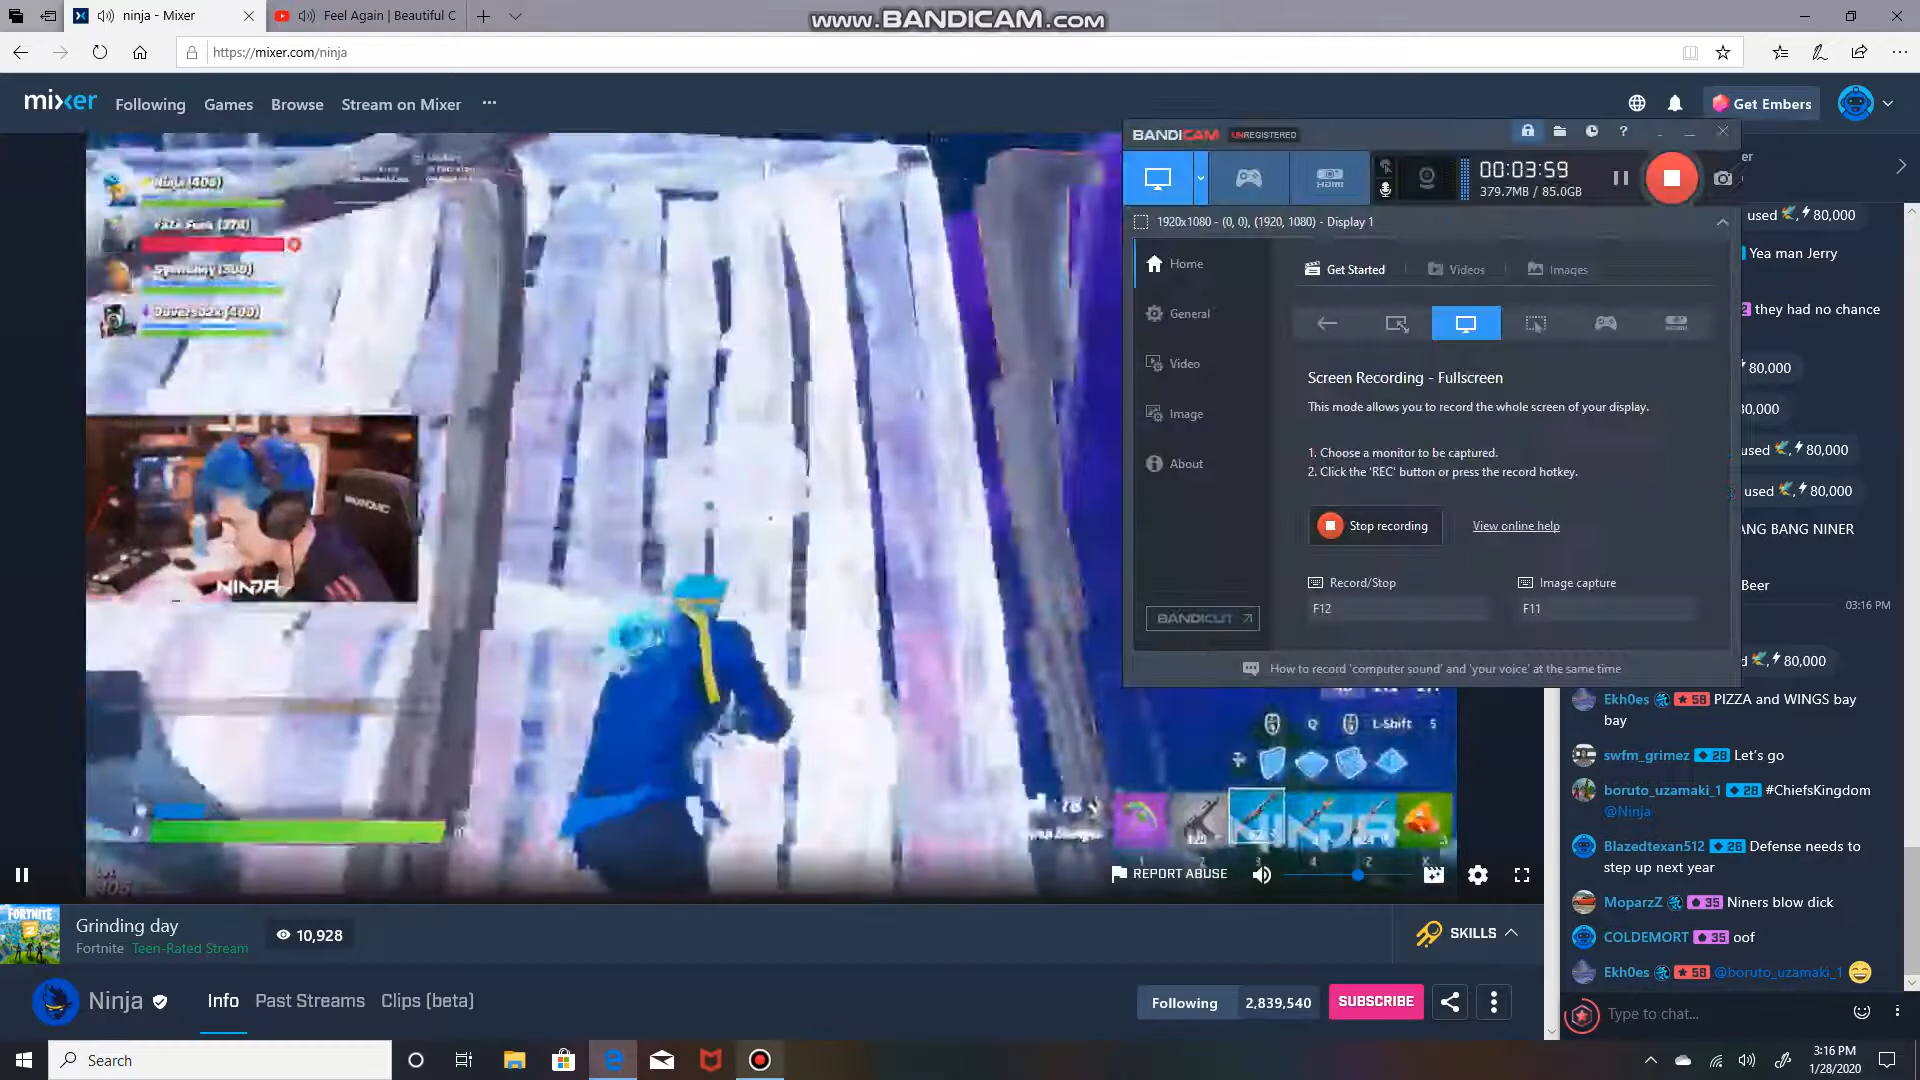 ninja - Mixer
Feel Again | Beautiful C
www.BANDICAM.com
https://mixer.com/ninja
mixer
Following
Games
Browse
Stream on Mixer
Get Embers
BANDICAM
UNREGISTERED
00:03:59
379.7MB / 85.0GB
1920x1080 - (0, 0), (1920, 1080) - Display 1
Home
General
Video
Image
About
BANDICUT
Get Started
Videos
Images
Screen Recording - Fullscreen
This mode allows you to record the whole screen of your display.
1. Choose a monitor to be captured.
2. Click the 'REC' button or press the record hotkey.
Stop recording
View online help
Record/Stop
Image capture
F12
F11
How to record 'computer sound' and 'your voice' at the same time
Ninja (405)
NINJA
MAXNOMIC
Q
L-Shift
5
REPORT ABUSE
used 80,000
Yea man Jerry
they had no chance
80,000
used 80,000
used 80,000
ANG BANG NINER
Beer
03:16 PM
80,000
Ekh0es 58 PIZZA and WINGS bay
bay
swfm_grimez 28 Let's go
boruto_uzamaki_1 28 #ChiefsKingdom
@Ninja
Blazedtexan512 26 Defense needs to
step up next year
MoparzZ 35 Niners blow dick
COLDEMORT 35 oof
Ekh0es 58 @boruto_uzamaki_1
Type to chat...
FORTNITE
2
Grinding day
Fortnite Teen-Rated Stream
10,928
SKILLS
Ninja
Info
Past Streams
Clips (beta)
Following
2,839,540
SUBSCRIBE
Search
3:16 PM
1/28/2020